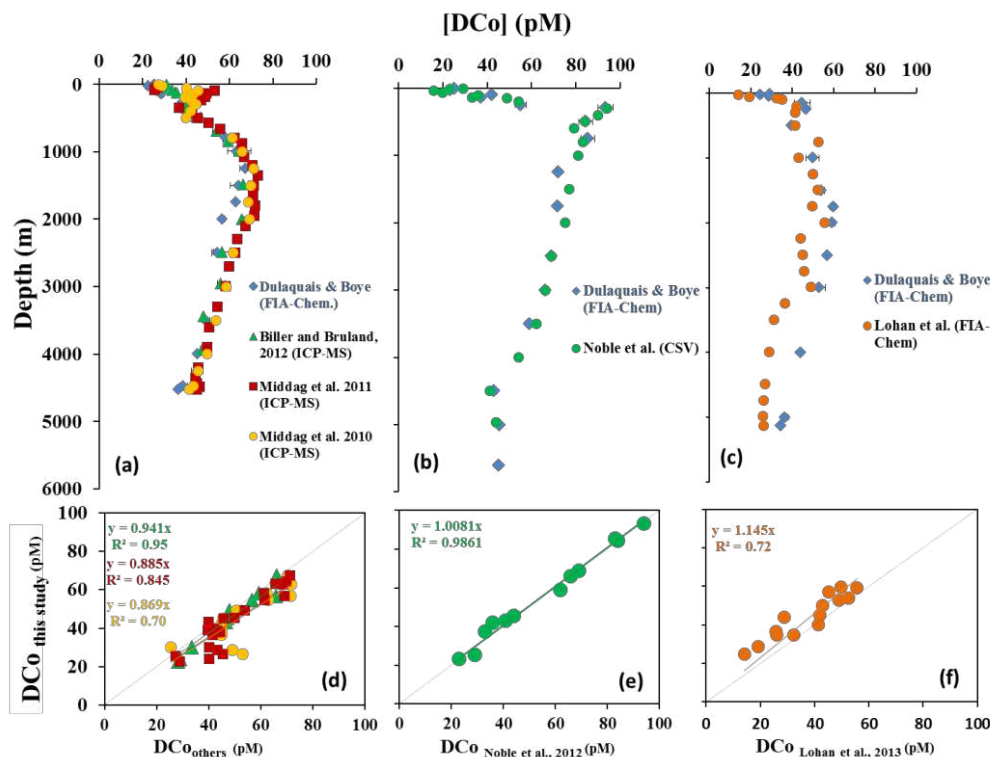 [DCo] (pM)
0 20 40 60 80 100
0 20 40 60 80 100
0 20 40 60 80 100
Depth (m)
0
1000
2000
3000
4000
5000
6000
Dulaquais & Boye
(FIA-Chem.)
Biller and Bruland,
2012 (ICP-MS)
Middag et al. 2011
(ICP-MS)
Middag et al. 2010
(ICP-MS)
(a)
Dulaquais & Boye
(FIA-Chem)
Noble et al. (CSV)
(b)
Dulaquais & Boye
(FIA-Chem)
Lohan et al. (FIA-
Chem)
(c)
DCo this study (pM)
100
80
60
40
20
0
y = 0.941x
R² = 0.95
y = 0.885x
R² = 0.845
y = 0.869x
R² = 0.70
(d)
0 20 40 60 80 100
DCo others (pM)
y = 1.0081x
R² = 0.9861
(e)
0 20 40 60 80 100
DCo Noble et al., 2012 (pM)
y = 1.145x
R² = 0.72
(f)
0 20 40 60 80 100
DCo Lohan et al., 2013 (pM)